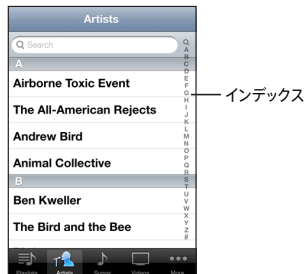 Artists
Search
A
Airborne Toxic Event
The All-American Rejects
Andrew Bird
Animal Collective
B
Ben Kweller
The Bird and the Bee
A
B
C
D
E
F
G
H
I
J
K
L
M
N
O
P
Q
R
S
T
U
V
W
X
Y
Z
#
インデックス
Playlists
Artists
Songs
Videos
More